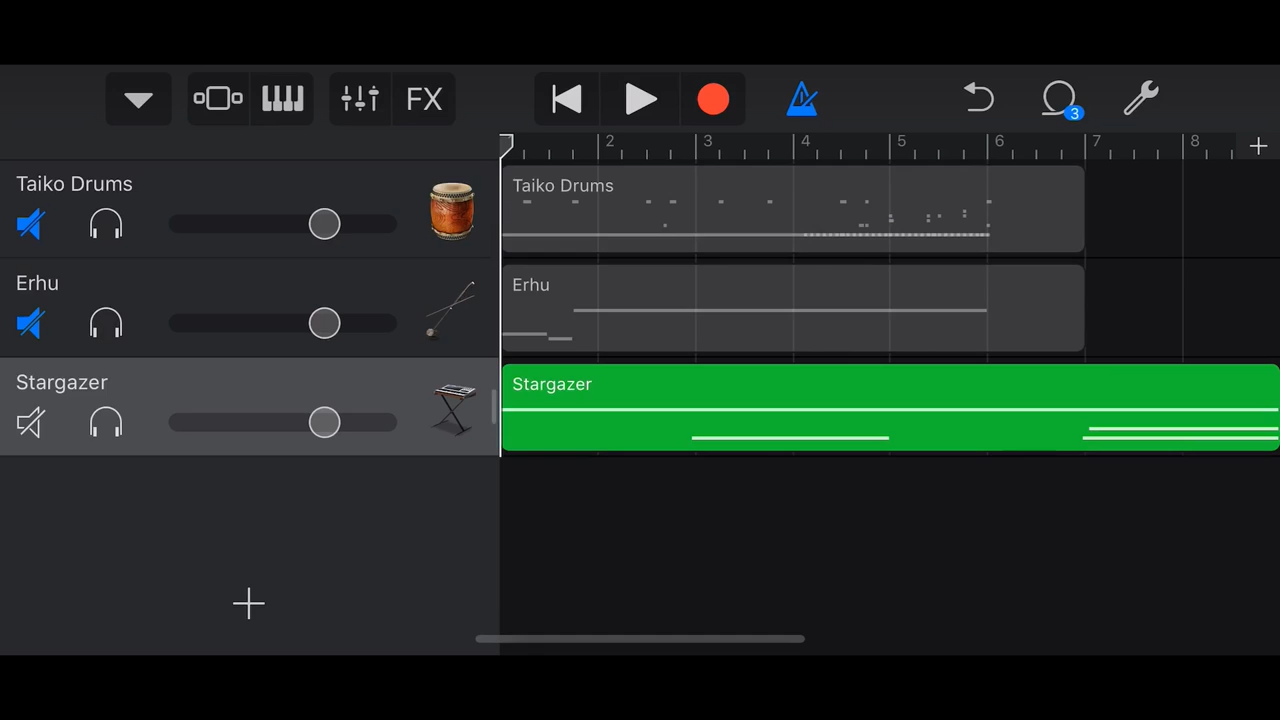 FX
3
2 3 4 5 6 7 8
Taiko Drums
Taiko Drums
Erhu
Erhu
Stargazer
Stargazer